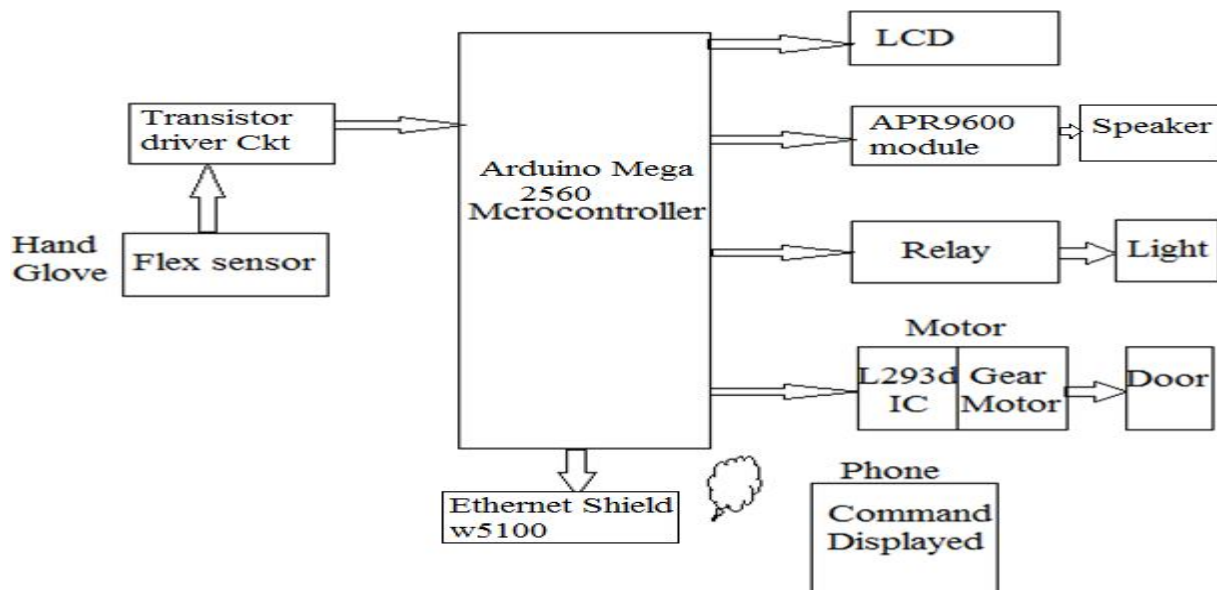 LCD
Transistor
driver Ckt
APR9600
module
Speaker
Arduino Mega
2560
Mcrocontroller
Hand
Glove
Flex sensor
Relay
Light
Motor
L293d
IC
Gear
Motor
Door
Ethernet Shield
w5100
Phone
Command
Displayed